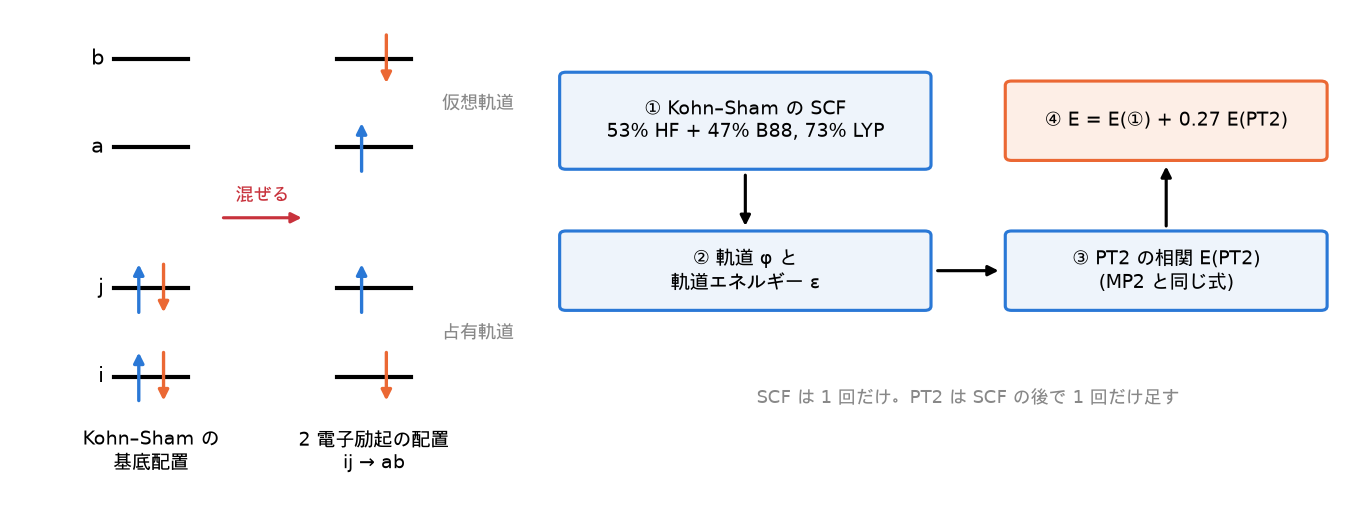 b
a
j
i
混ぜる
仮想軌道
占有軌道
Kohn–Sham の
基底配置
2 電子励起の配置
ij → ab
① Kohn–Sham の SCF
53% HF + 47% B88, 73% LYP
② 軌道 φ と
軌道エネルギー ε
③ PT2 の相関 E(PT2)
(MP2 と同じ式)
④ E = E(①) + 0.27 E(PT2)
SCF は 1 回だけ。PT2 は SCF の後で 1 回だけ足す